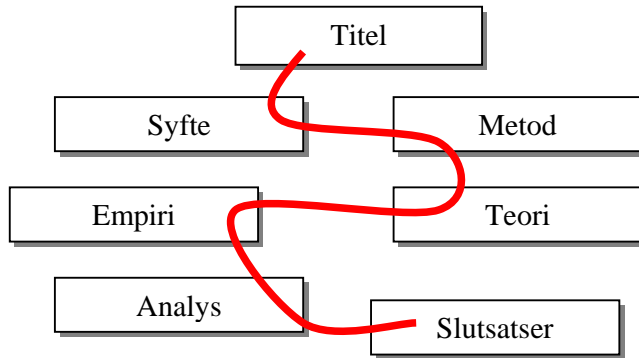 Titel
Syfte
Metod
Empiri
Teori
Analys
Slutsatser